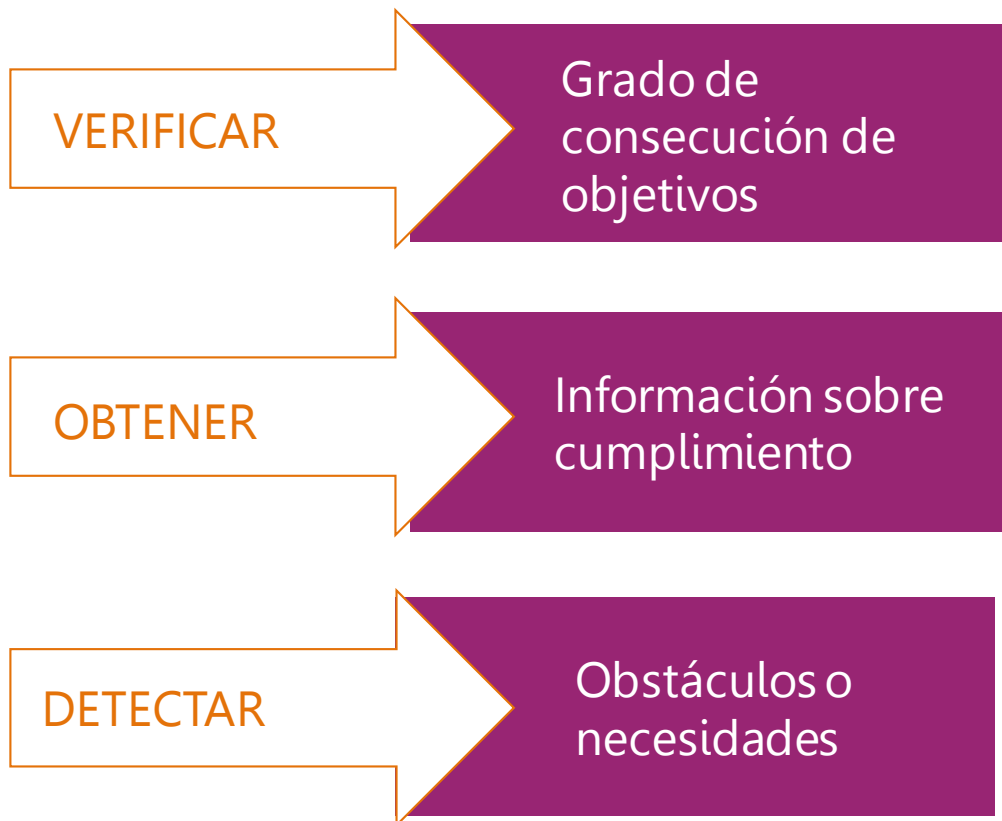 VERIFICAR
Grado de
consecución de
objetivos
OBTENER
Información sobre
cumplimiento
DETECTAR
Obstáculos o
necesidades